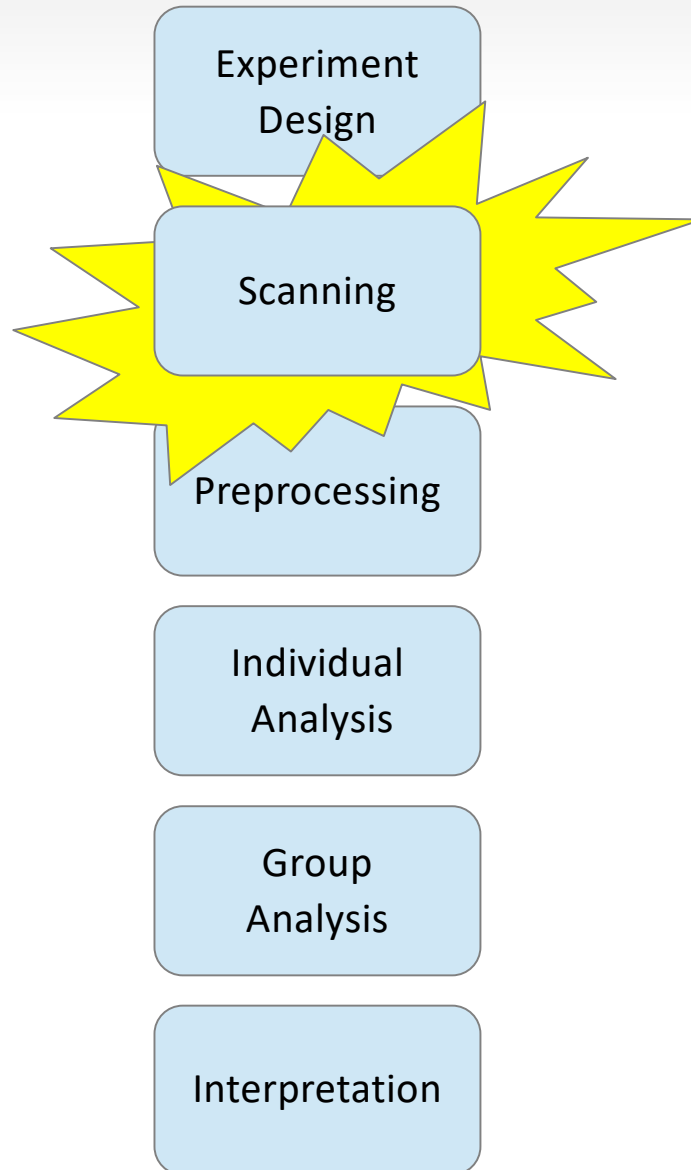 Experiment
Design
Scanning
Preprocessing
Individual
Analysis
Group
Analysis
Interpretation